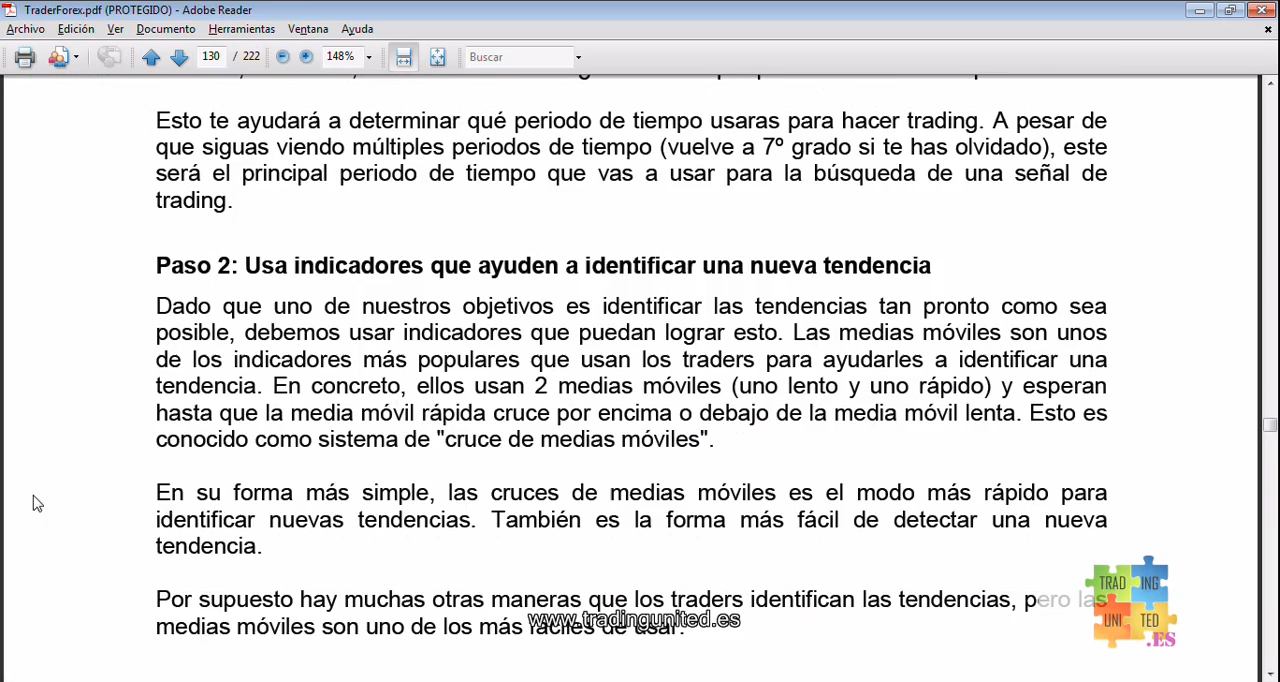 TraderForex.pdf (PROTEGIDO) - Adobe Reader
Archivo Edición Ver Documento Herramientas Ventana Ayuda
130 / 222 148% Buscar
Esto te ayudará a determinar qué periodo de tiempo usaras para hacer trading. A pesar de
que siguas viendo múltiples periodos de tiempo (vuelve a 7º grado si te has olvidado), este
será el principal periodo de tiempo que vas a usar para la búsqueda de una señal de
trading.
Paso 2: Usa indicadores que ayuden a identificar una nueva tendencia
Dado que uno de nuestros objetivos es identificar las tendencias tan pronto como sea
posible, debemos usar indicadores que puedan lograr esto. Las medias móviles son unos
de los indicadores más populares que usan los traders para ayudarles a identificar una
tendencia. En concreto, ellos usan 2 medias móviles (uno lento y uno rápido) y esperan
hasta que la media móvil rápida cruce por encima o debajo de la media móvil lenta. Esto es
conocido como sistema de "cruce de medias móviles".
En su forma más simple, las cruces de medias móviles es el modo más rápido para
identificar nuevas tendencias. También es la forma más fácil de detectar una nueva
tendencia.
Por supuesto hay muchas otras maneras que los traders identifican las tendencias, pero las
medias móviles son uno de los más fáciles de usar.
www.tradingunited.es
TRAD ING
UNI TED
.ES